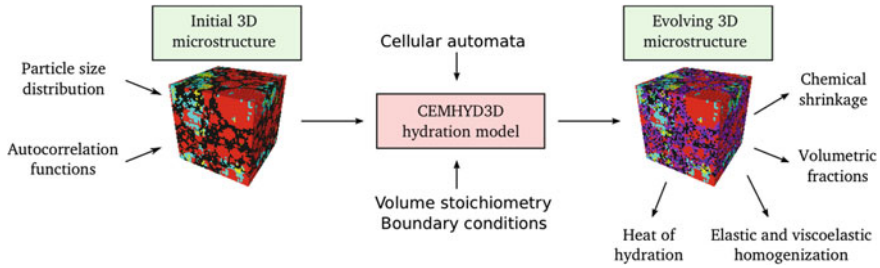 Initial 3D
microstructure
Particle size
distribution
Autocorrelation
functions
Cellular automata
CEMHYD3D
hydration model
Volume stoichiometry
Boundary conditions
Evolving 3D
microstructure
Chemical
shrinkage
Volumetric
fractions
Heat of
hydration
Elastic and viscoelastic
homogenization